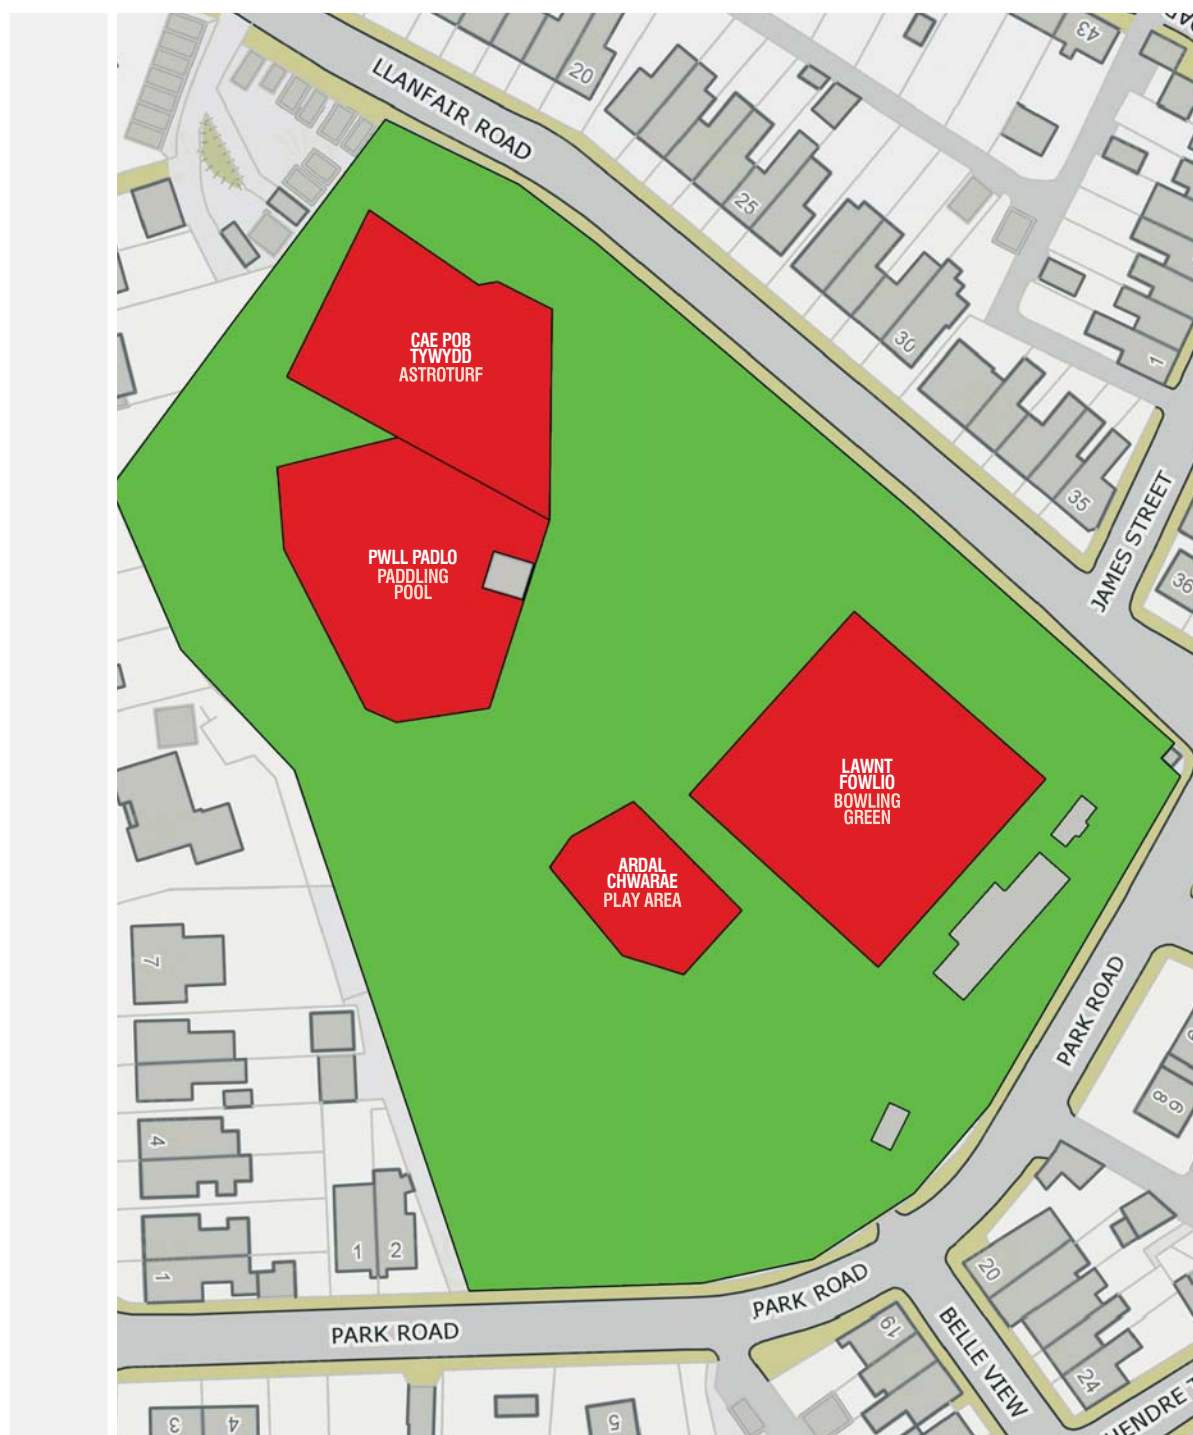 43
20
LLANFAIR ROAD
25
30
1
CAE POB
TYWYDD
ASTROTURF
35
JAMES STREET
36
PWLL PADLO
PADDLING
POOL
LAWNT
FOWLIO
BOWLING
GREEN
ARDAL
CHWARAE
PLAY AREA
7
PARK ROAD
8
9
4
1
2
1
20
PARK ROAD
PARK ROAD
19
BELLE VIEW
24
3
4
5